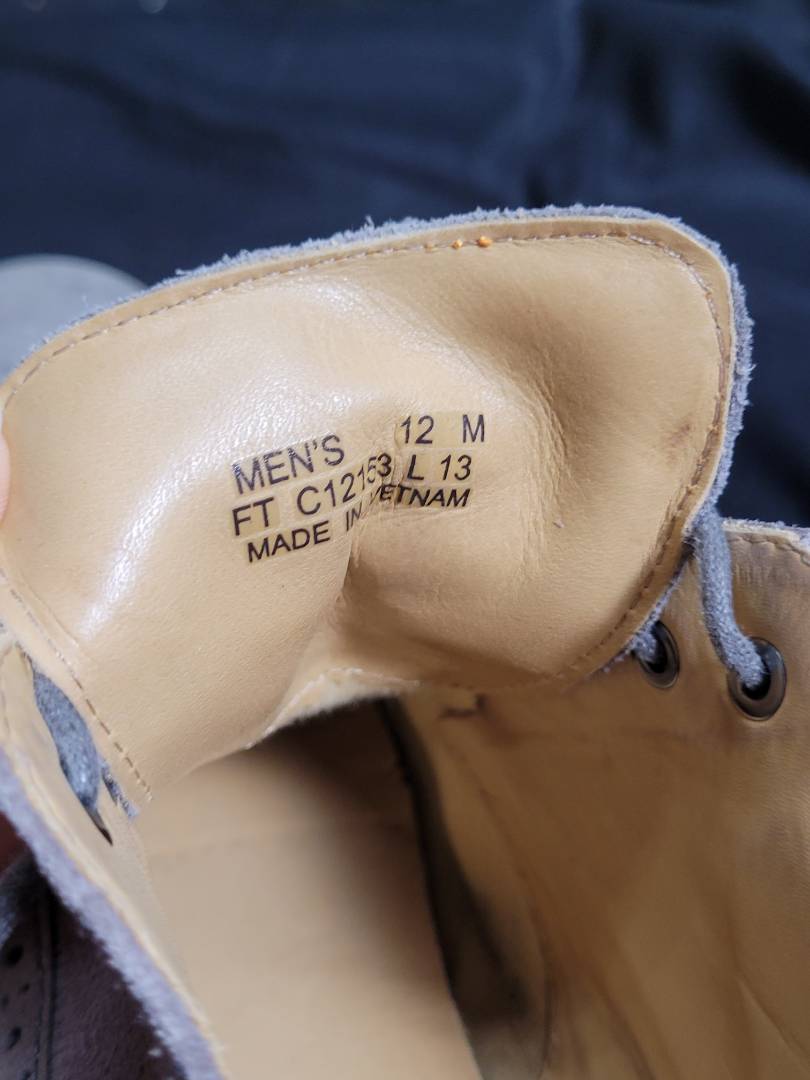 MEN'S 12 M
FT C12153 L 13
MADE IN VIETNAM